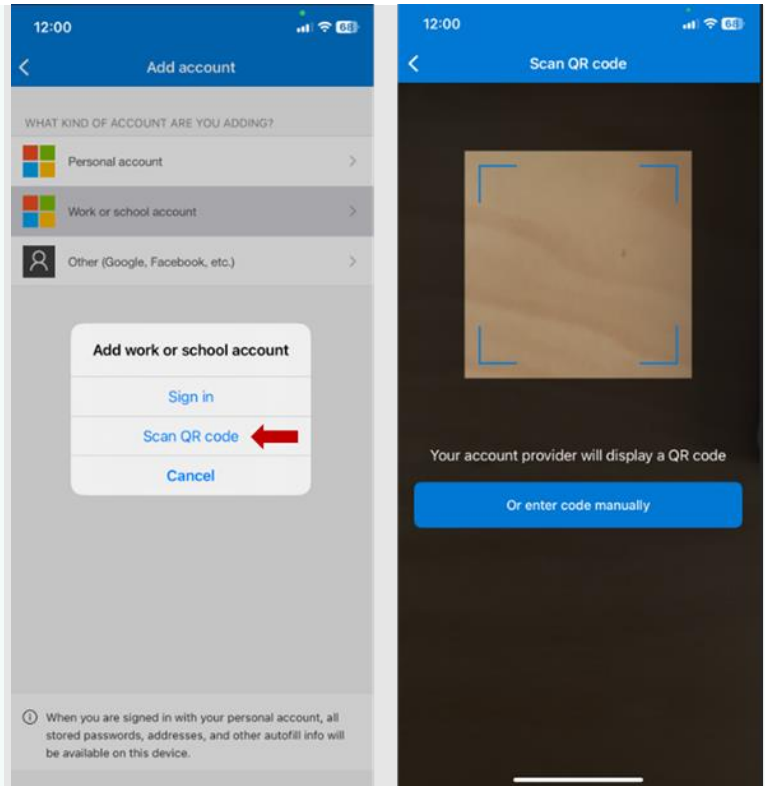 12:00
68
Add account
WHAT KIND OF ACCOUNT ARE YOU ADDING?
Personal account
Work or school account
Other (Google, Facebook, etc.)
Add work or school account
Sign in
Scan QR code
Cancel
When you are signed in with your personal account, all
stored passwords, addresses, and other autofill info will
be available on this device.
12:00
68
Scan QR code
Your account provider will display a QR code
Or enter code manually